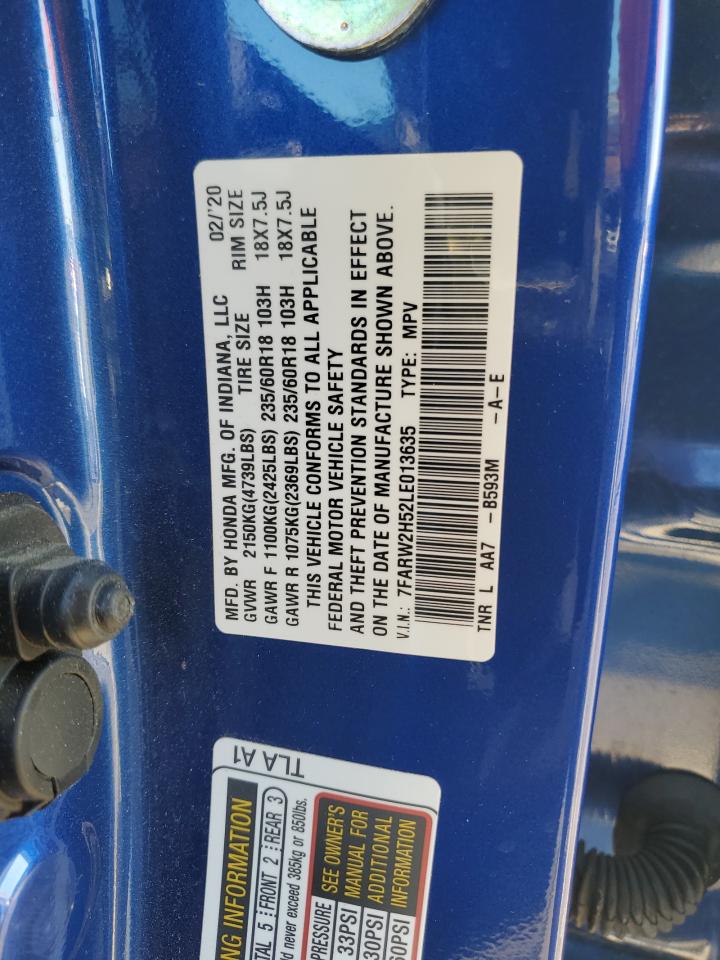 MFD. BY HONDA MFG. OF INDIANA, LLC 02/'20
GVWR 2150KG(4739LBS) TIRE SIZE RIM SIZE
GAWR F 1100KG(2425LBS) 235/60R18 103H 18X7.5J
GAWR R 1075KG(2369LBS) 235/60R18 103H 18X7.5J
THIS VEHICLE CONFORMS TO ALL APPLICABLE
FEDERAL MOTOR VEHICLE SAFETY
AND THEFT PREVENTION STANDARDS IN EFFECT
ON THE DATE OF MANUFACTURE SHOWN ABOVE.
V.I.N.: 7FARW2H52LE013635 TYPE: MPV
TNR L AA7 -B593M -A-E
TLA A1
INFORMATION
5 FRONT 2 REAR 3
never exceed 385kg or 850lbs.
PRESSURE SEE OWNER'S
33PSI MANUAL FOR
30PSI ADDITIONAL
60PSI INFORMATION